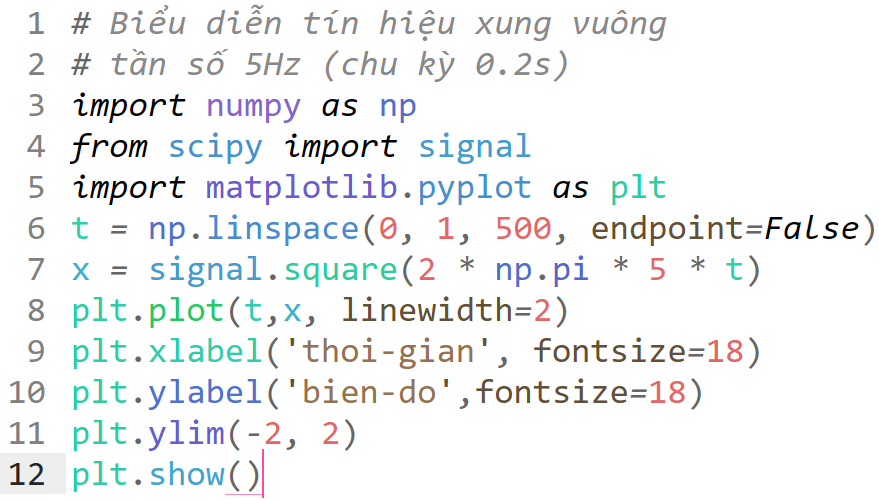 1 # Biểu diễn tín hiệu xung vuông
2 # tần số 5Hz (chu kỳ 0.2s)
3 import numpy as np
4 from scipy import signal
5 import matplotlib.pyplot as plt
6 t = np.linspace(0, 1, 500, endpoint=False)
7 x = signal.square(2 * np.pi * 5 * t)
8 plt.plot(t,x, linewidth=2)
9 plt.xlabel('thoi-gian', fontsize=18)
10 plt.ylabel('bien-do',fontsize=18)
11 plt.ylim(-2, 2)
12 plt.show()